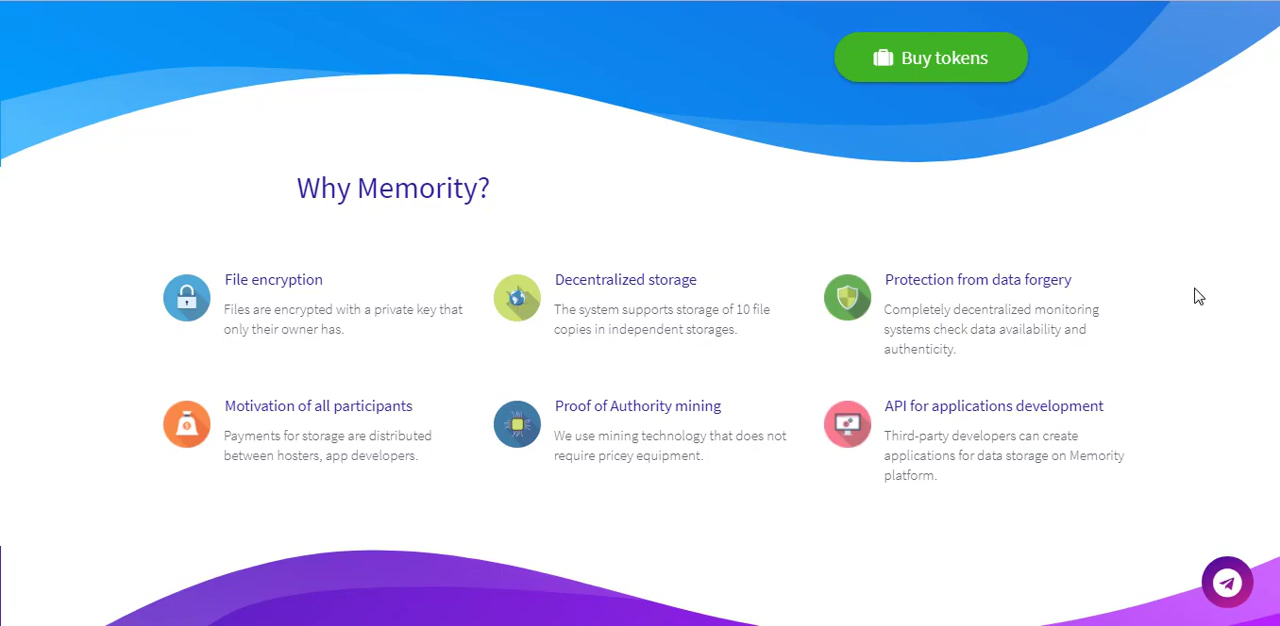 Buy tokens
Why Memority?
File encryption
Files are encrypted with a private key that
only their owner has.
Decentralized storage
The system supports storage of 10 file
copies in independent storages.
Protection from data forgery
Completely decentralized monitoring
systems check data availability and
authenticity.
Motivation of all participants
Payments for storage are distributed
between hosters, app developers.
Proof of Authority mining
We use mining technology that does not
require pricey equipment.
API for applications development
Third-party developers can create
applications for data storage on Memority
platform.